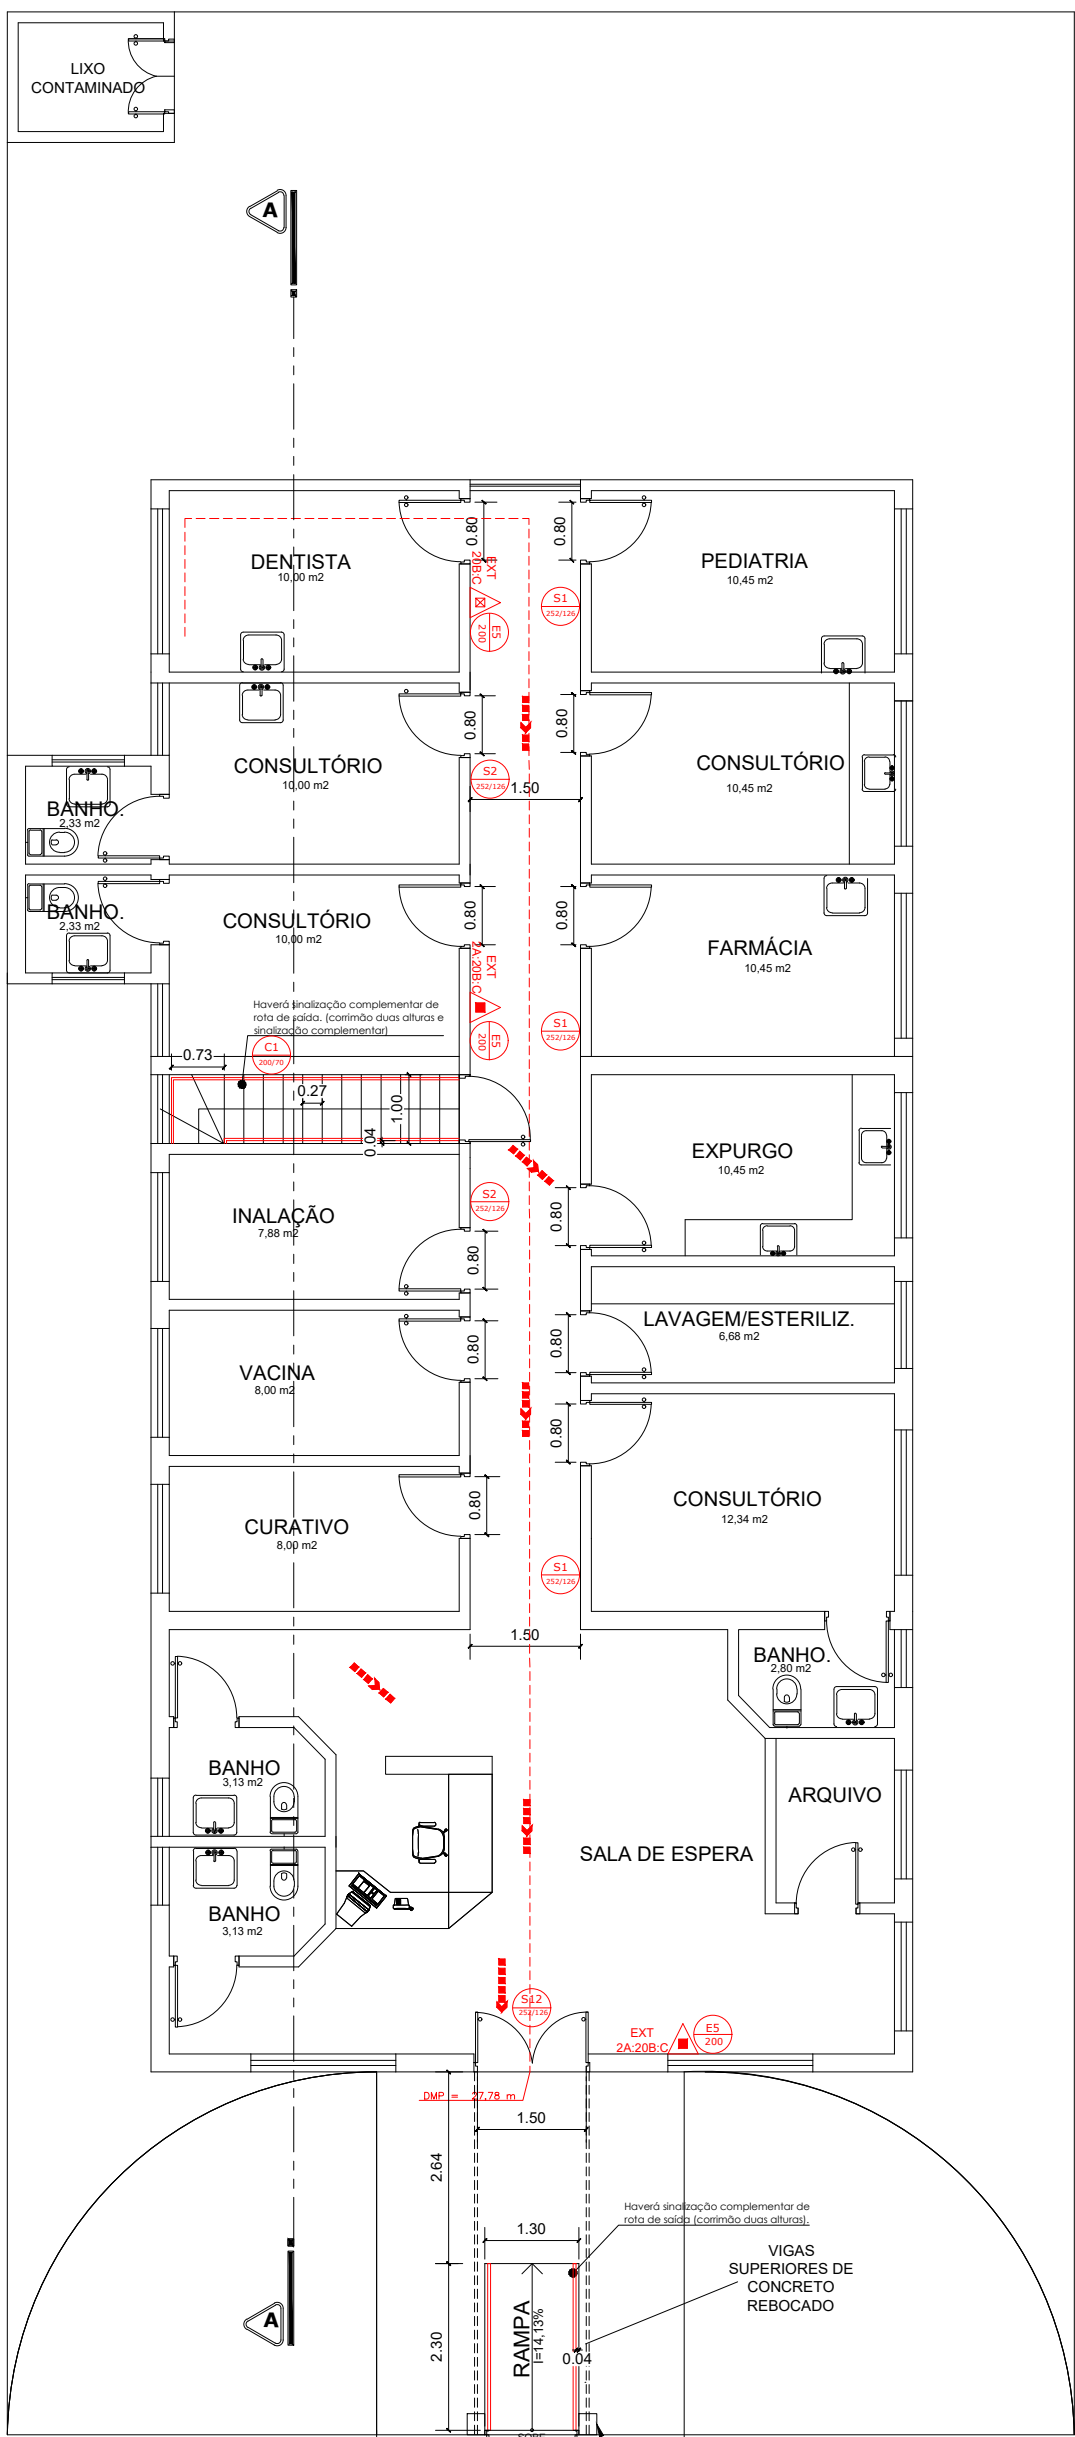 LIXO
CONTAMINADO
A
DENTISTA
10,00 m2
0.80
0.80
PEDIATRIA
10,45 m2
EXT
20B:C
E5
200
S1
252/126
CONSULTÓRIO
10,00 m2
0.80
0.80
CONSULTÓRIO
10,45 m2
S2
252/126
1.50
BANHO.
2,33 m2
BANHO.
2,33 m2
CONSULTÓRIO
10,00 m2
0.80
0.80
FARMÁCIA
10,45 m2
EXT
2A:20B:C
E5
200
S1
252/126
Haverá sinalização complementar de
rota de saída. (corrimão duas alturas e
sinalização complementar)
C1
200/70
0.73
0.27
1.00
0.04
EXPURGO
10,45 m2
S2
252/126
0.80
INALAÇÃO
7,88 m2
0.80
LAVAGEM/ESTERILIZ.
6,68 m2
0.80
0.80
VACINA
8,00 m2
0.80
CONSULTÓRIO
12,34 m2
0.80
CURATIVO
8,00 m2
S1
252/126
1.50
BANHO.
2,80 m2
BANHO
3,13 m2
ARQUIVO
SALA DE ESPERA
BANHO
3,13 m2
S12
252/126
EXT
2A:20B:C
E5
200
DMP = 27,78 m
1.50
2.64
Haverá sinalização complementar de
rota de saída (corrimão duas alturas).
1.30
VIGAS
SUPERIORES DE
CONCRETO
REBOCADO
A
RAMPA
I=14,13%
2.30
0.04
SOBE